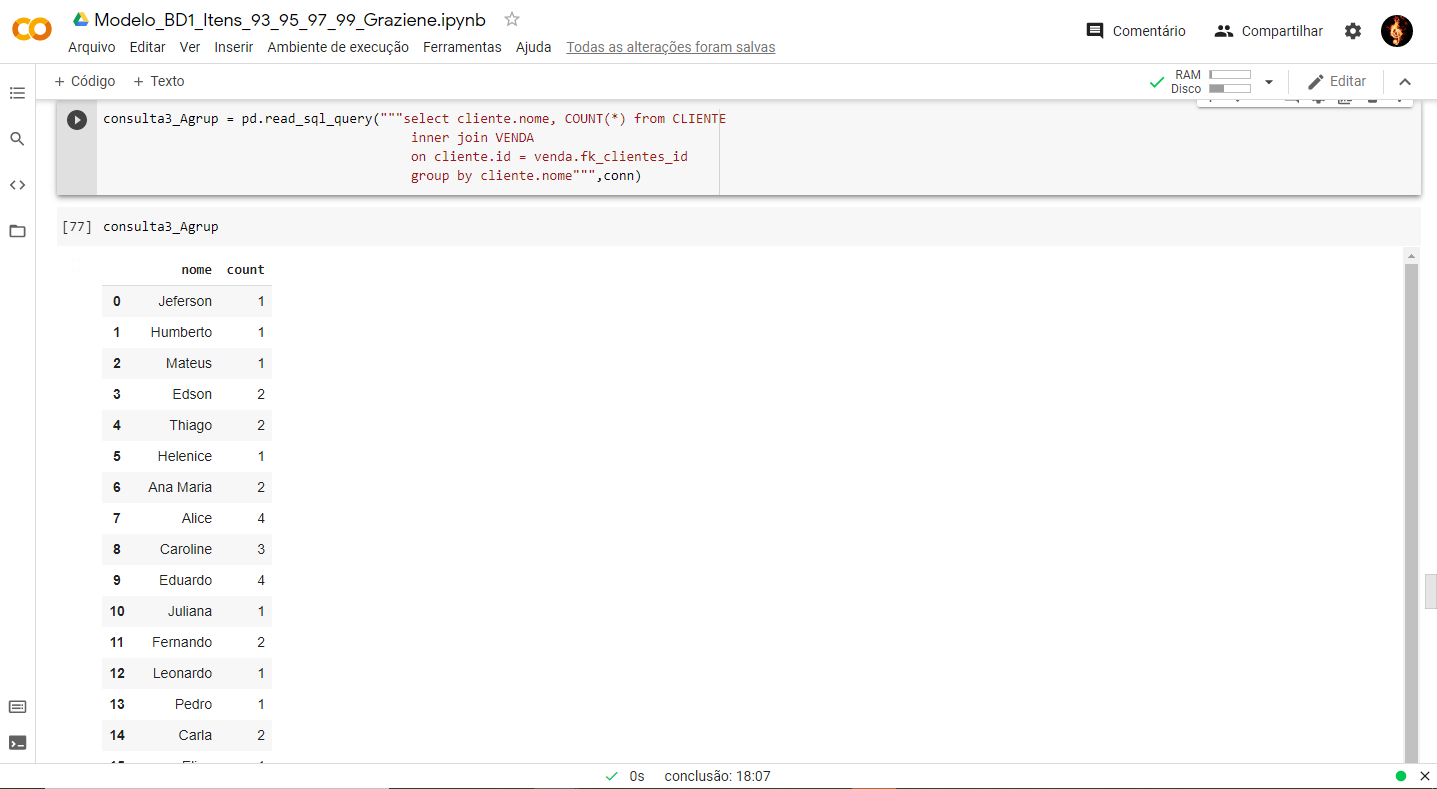 Modelo_BD1_Itens_93_95_97_99_Graziene.ipynb
Arquivo Editar Ver Inserir Ambiente de execução Ferramentas Ajuda Todas as alterações foram salvas
Comentário Compartilhar
+ Código + Texto
RAM
Disco
Editar
consulta3_Agrup = pd.read_sql_query("""select cliente.nome, COUNT(*) from CLIENTE
inner join VENDA
on cliente.id = venda.fk_clientes_id
group by cliente.nome""",conn)
[77] consulta3_Agrup
nome count
0 Jeferson 1
1 Humberto 1
2 Mateus 1
3 Edson 2
4 Thiago 2
5 Helenice 1
6 Ana Maria 2
7 Alice 4
8 Caroline 3
9 Eduardo 4
10 Juliana 1
11 Fernando 2
12 Leonardo 1
13 Pedro 1
14 Carla 2
0s conclusão: 18:07